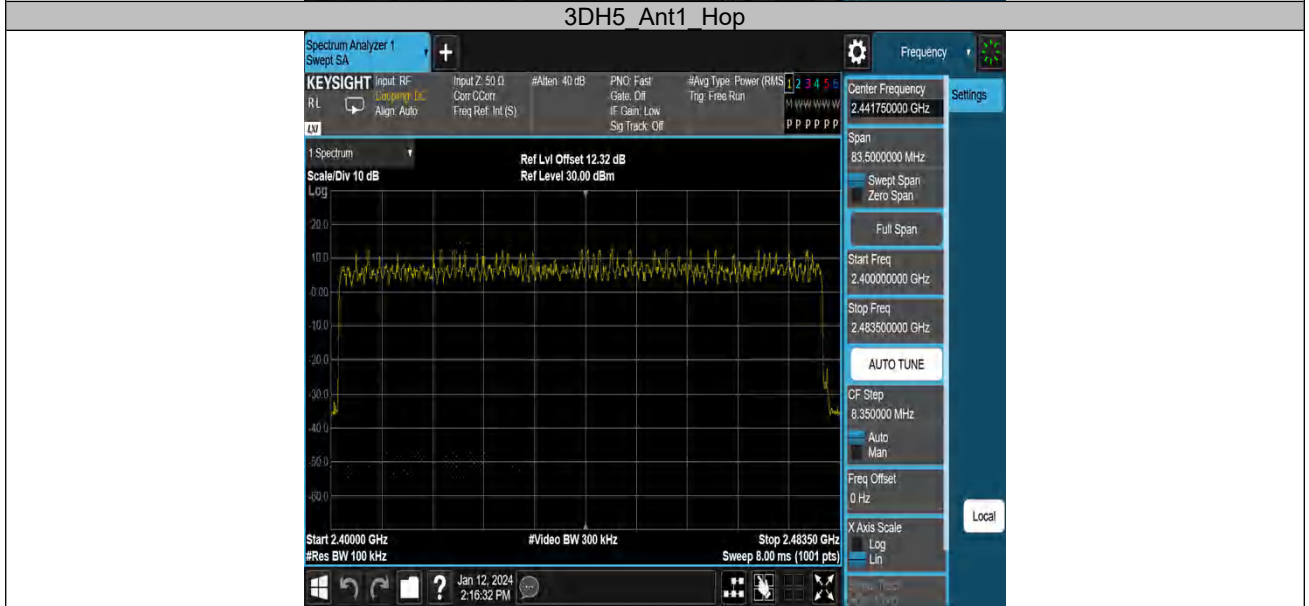 3DH5_Ant1_Hop
Spectrum Analyzer 1
Swept SA
+
Frequency
KEYSIGHT
RL
LXI
Input: RF
Coupling: DC
Align: Auto
Input Z: 50 Ω
Corr CCorr
Freq Ref: Int (S)
#Atten: 40 dB
PNO: Fast
Gate: Off
IF Gain: Low
Sig Track: Off
#Avg Type: Power (RMS
Trig: Free Run
1 2 3 4 5 6
M W W W W W
P P P P P P
1 Spectrum
Scale/Div 10 dB
Ref Lvl Offset 12.32 dB
Ref Level 30.00 dBm
Log
20.0
10.0
0.00
-10.0
-20.0
-30.0
-40.0
-50.0
-60.0
Start 2.40000 GHz
#Res BW 100 kHz
#Video BW 300 kHz
Stop 2.48350 GHz
Sweep 8.00 ms (1001 pts)
?
Jan 12, 2024
2:16:32 PM
Center Frequency
2.441750000 GHz
Settings
Span
83.5000000 MHz
Swept Span
Zero Span
Full Span
Start Freq
2.400000000 GHz
Stop Freq
2.483500000 GHz
AUTO TUNE
CF Step
8.350000 MHz
Auto
Man
Freq Offset
0 Hz
X Axis Scale
Log
Lin
Local